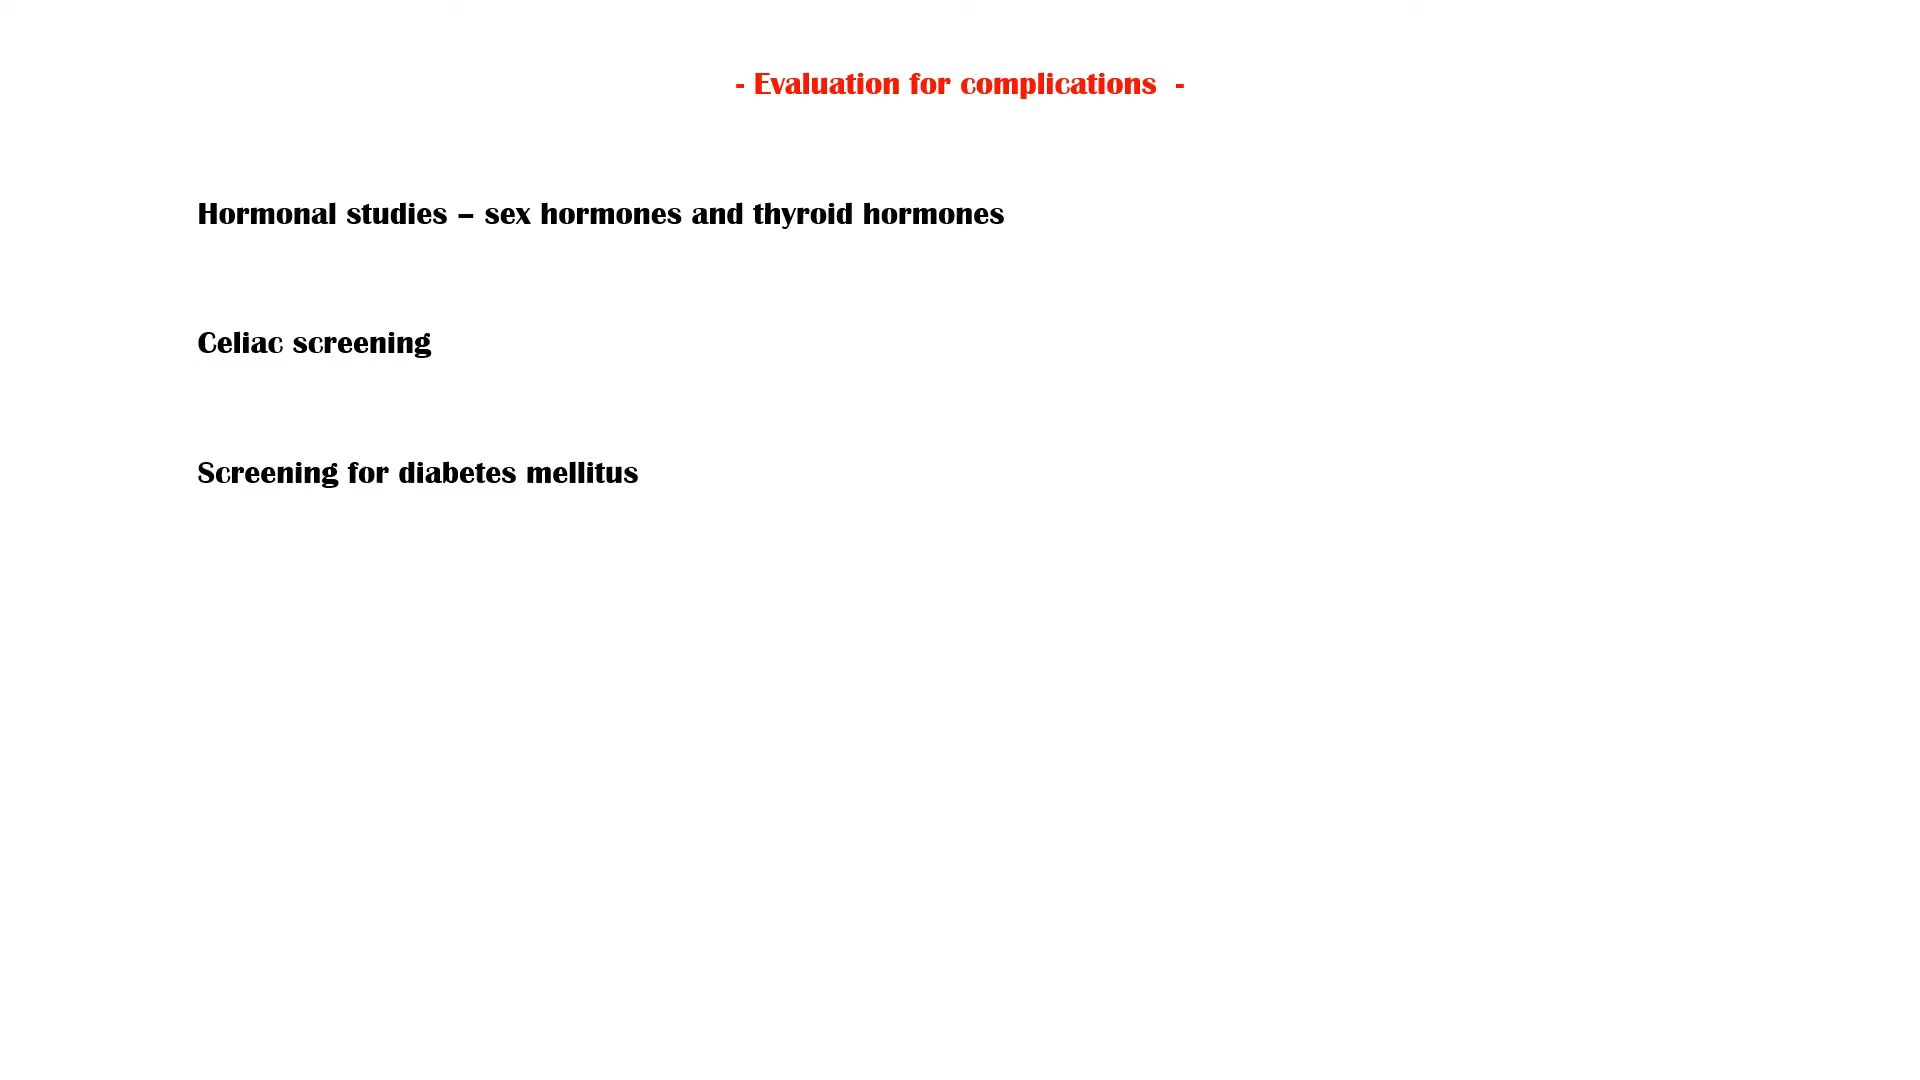 - Evaluation for complications -
Hormonal studies – sex hormones and thyroid hormones
Celiac screening
Screening for diabetes mellitus